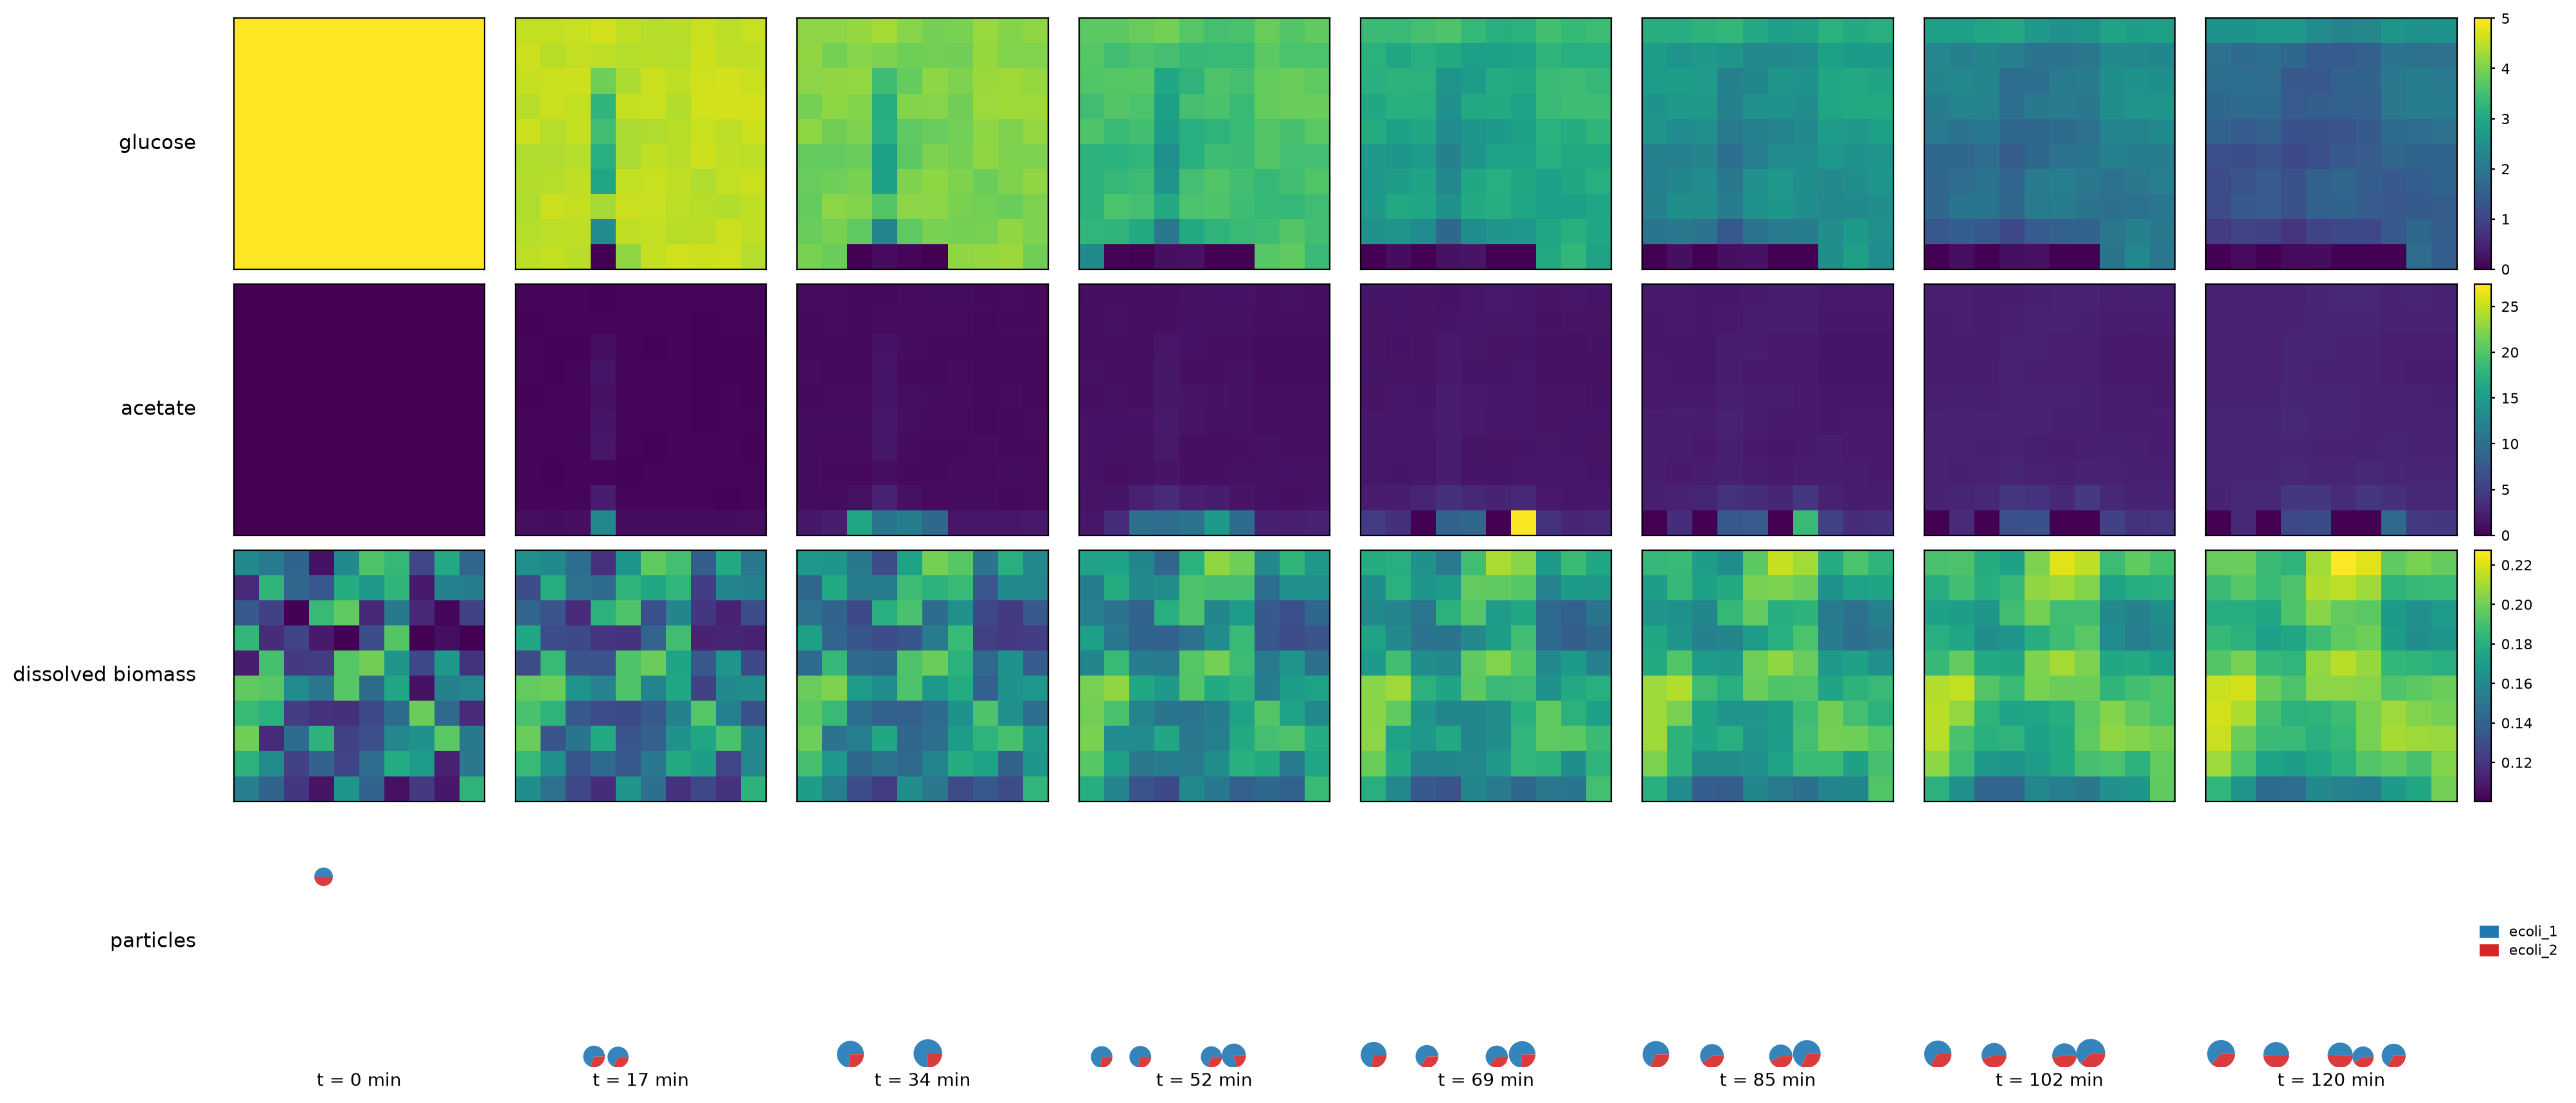 glucose
5
4
3
2
1
0
acetate
25
20
15
10
5
0
dissolved biomass
0.22
0.20
0.18
0.16
0.14
0.12
particles
ecoli_1
ecoli_2
t = 0 min
t = 17 min
t = 34 min
t = 52 min
t = 69 min
t = 85 min
t = 102 min
t = 120 min